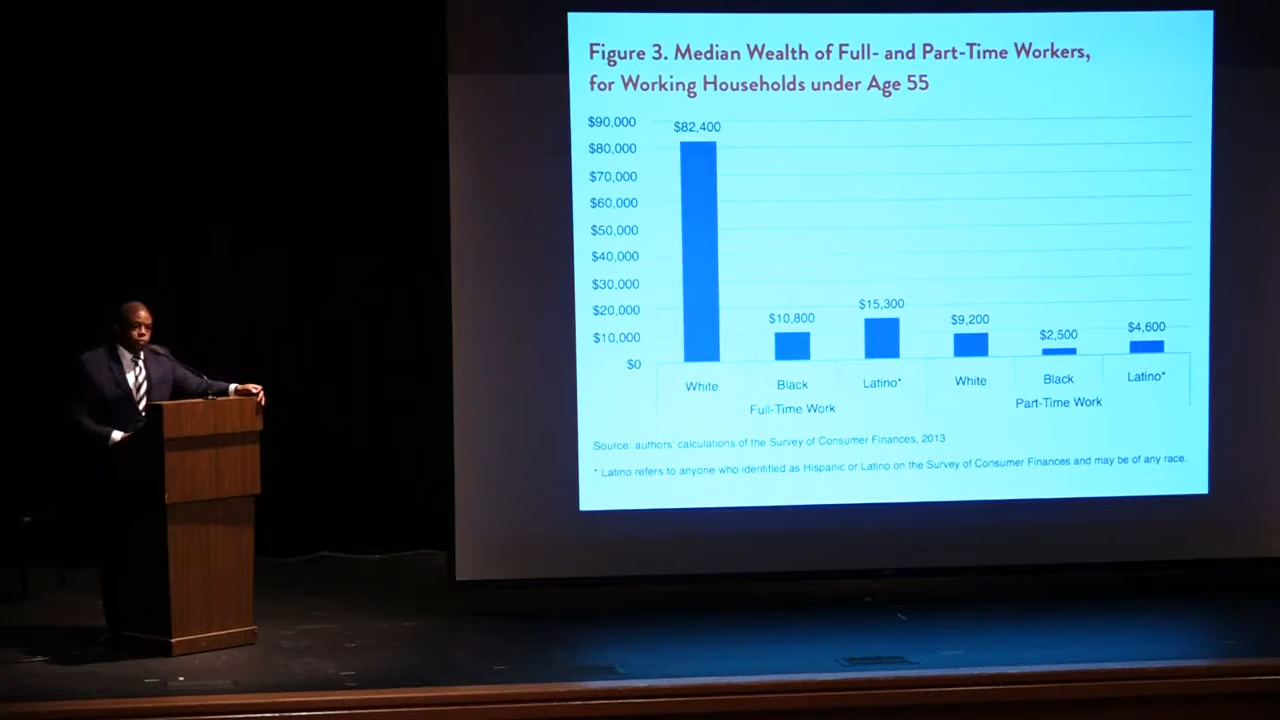 Figure 3. Median Wealth of Full- and Part-Time Workers,
for Working Households under Age 55
$90,000
$80,000
$70,000
$60,000
$50,000
$40,000
$30,000
$20,000
$10,000
$0
$82,400
$10,800
$15,300
$9,200
$2,500
$4,600
White
Black
Latino*
White
Black
Latino*
Full-Time Work
Part-Time Work
Source: authors' calculations of the Survey of Consumer Finances, 2013
* Latino refers to anyone who identified as Hispanic or Latino on the Survey of Consumer Finances and may be of any race.